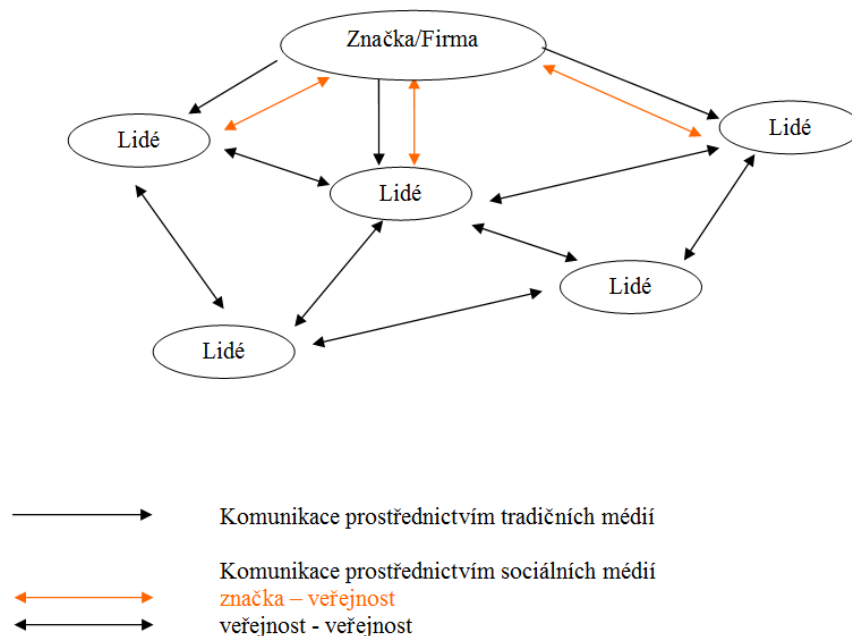 Značka/Firma
Lidé
Lidé
Lidé
Lidé
Lidé
Komunikace prostřednictvím tradičních médií
Komunikace prostřednictvím sociálních médií
značka – veřejnost
veřejnost - veřejnost